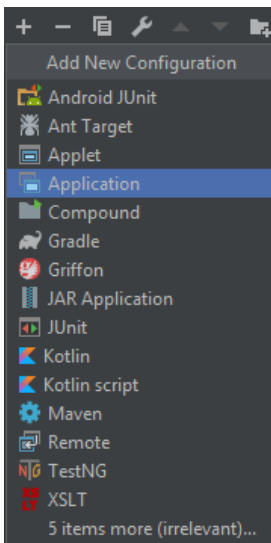 Add New Configuration
Android JUnit
Ant Target
Applet
Application
Compound
Gradle
Griffon
JAR Application
JUnit
Kotlin
Kotlin script
Maven
Remote
NG TestNG
XSLT
5 items more (irrelevant)...